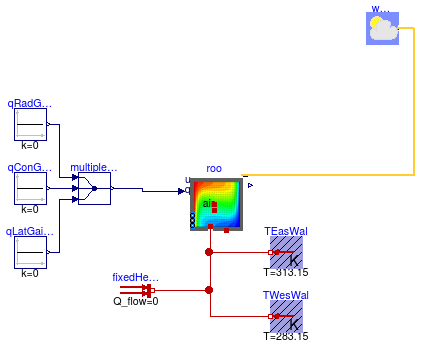 w...
qRadG...
k=0
qConG...
k=0
multiple...
qLatGai...
k=0
roo
u
q
air
TEasWal
K
T=313.15
fixedHe...
Q_flow=0
TWesWal
K
T=283.15